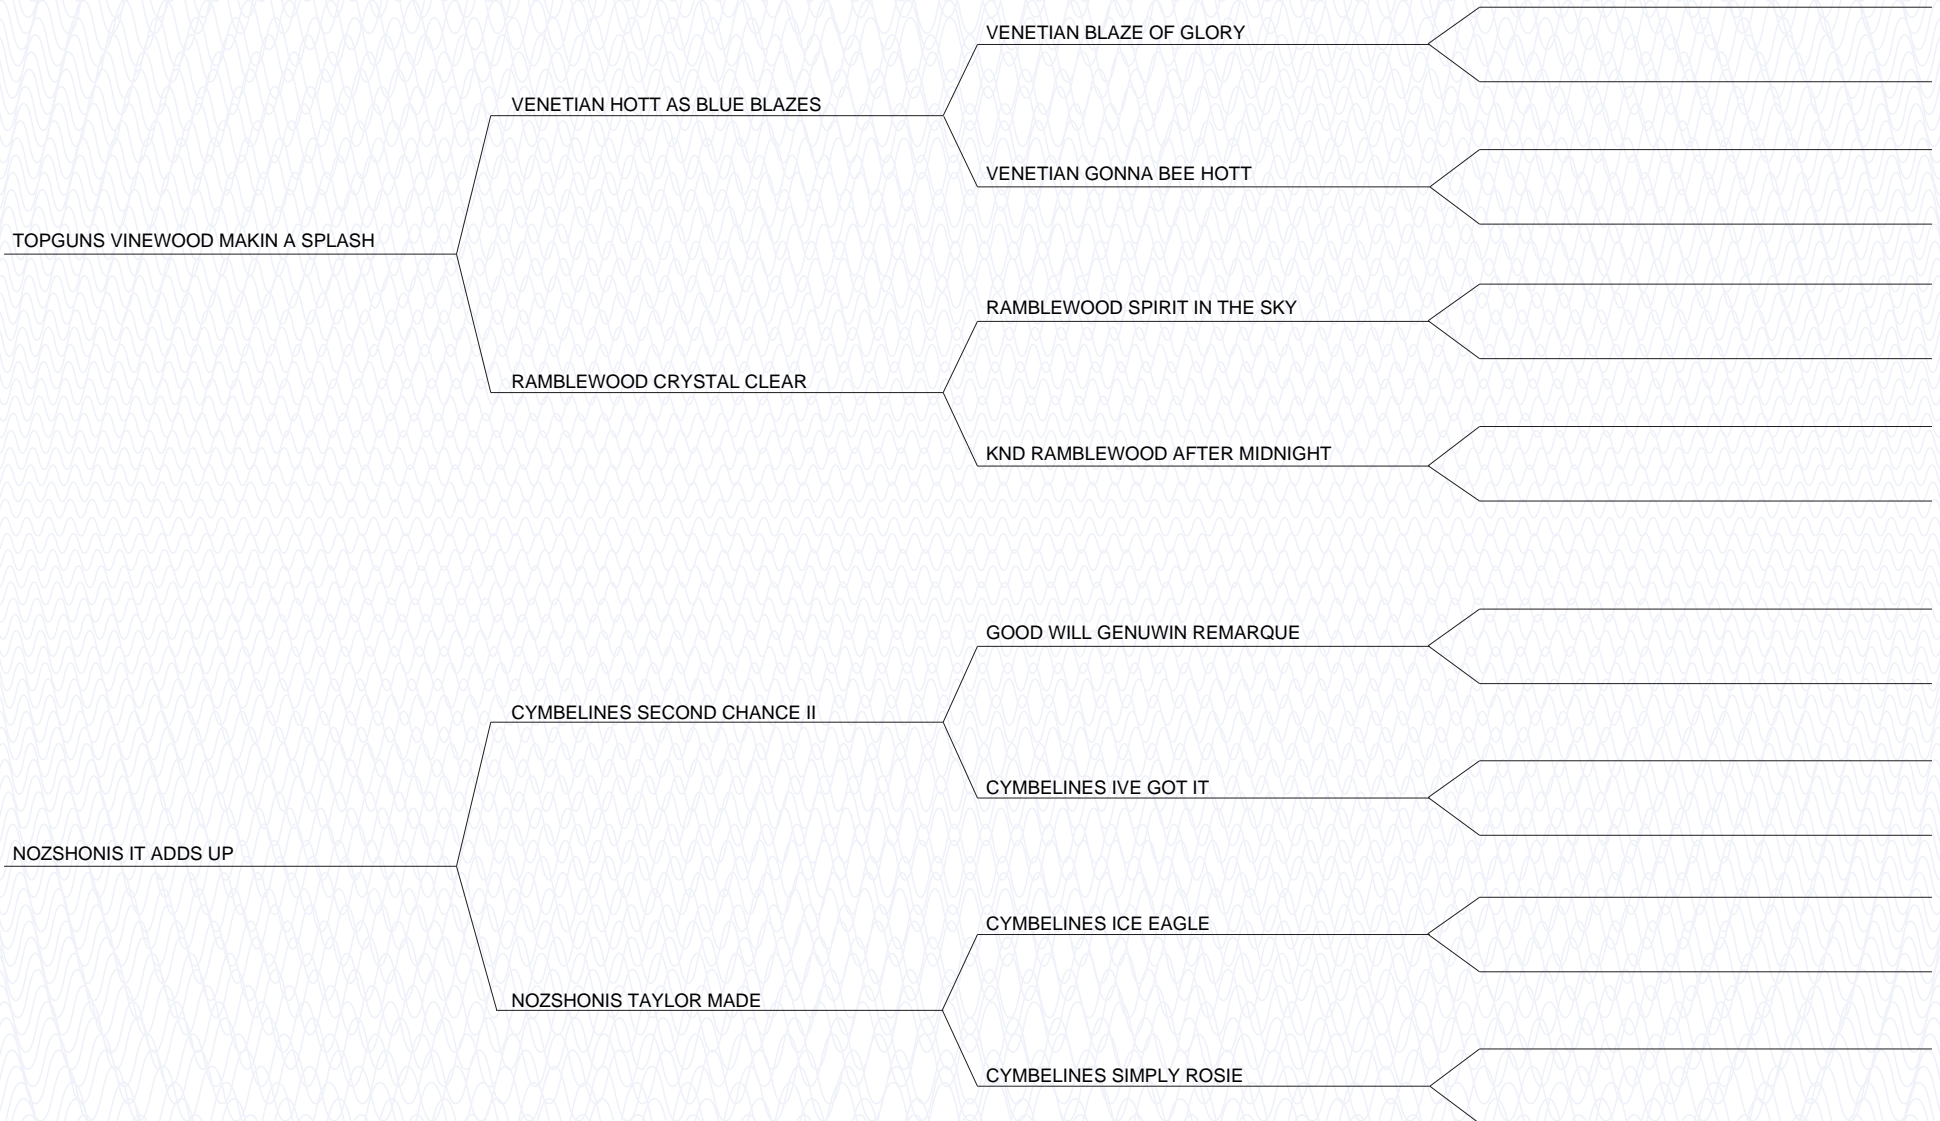 VENETIAN BLAZE OF GLORY
VENETIAN HOTT AS BLUE BLAZES
VENETIAN GONNA BEE HOTT
TOPGUNS VINEWOOD MAKIN A SPLASH
RAMBLEWOOD SPIRIT IN THE SKY
RAMBLEWOOD CRYSTAL CLEAR
KND RAMBLEWOOD AFTER MIDNIGHT
GOOD WILL GENUWIN REMARQUE
CYMBELINES SECOND CHANCE II
CYMBELINES IVE GOT IT
NOZSHONIS IT ADDS UP
CYMBELINES ICE EAGLE
NOZSHONIS TAYLOR MADE
CYMBELINES SIMPLY ROSIE